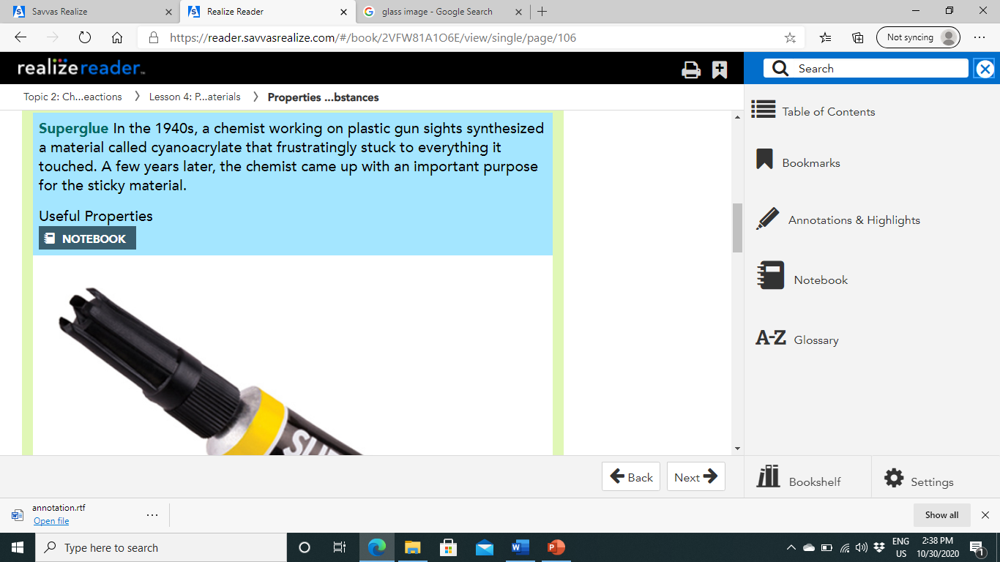 Savvas Realize
Realize Reader
glass image - Google Search
https://reader.savvasrealize.com/#/book/2VFW81A1O6E/view/single/page/106
Not syncing
realize reader™
Search
Topic 2: Ch...eactions
Lesson 4: P...aterials
Properties ...bstances
Superglue In the 1940s, a chemist working on plastic gun sights synthesized
a material called cyanoacrylate that frustratingly stuck to everything it
touched. A few years later, the chemist came up with an important purpose
for the sticky material.
Useful Properties
NOTEBOOK
Table of Contents
Bookmarks
Annotations & Highlights
Notebook
A-Z Glossary
Back
Next
Bookshelf
Settings
annotation.rtf
Open file
Show all
Type here to search
ENG
US
2:38 PM
10/30/2020
1